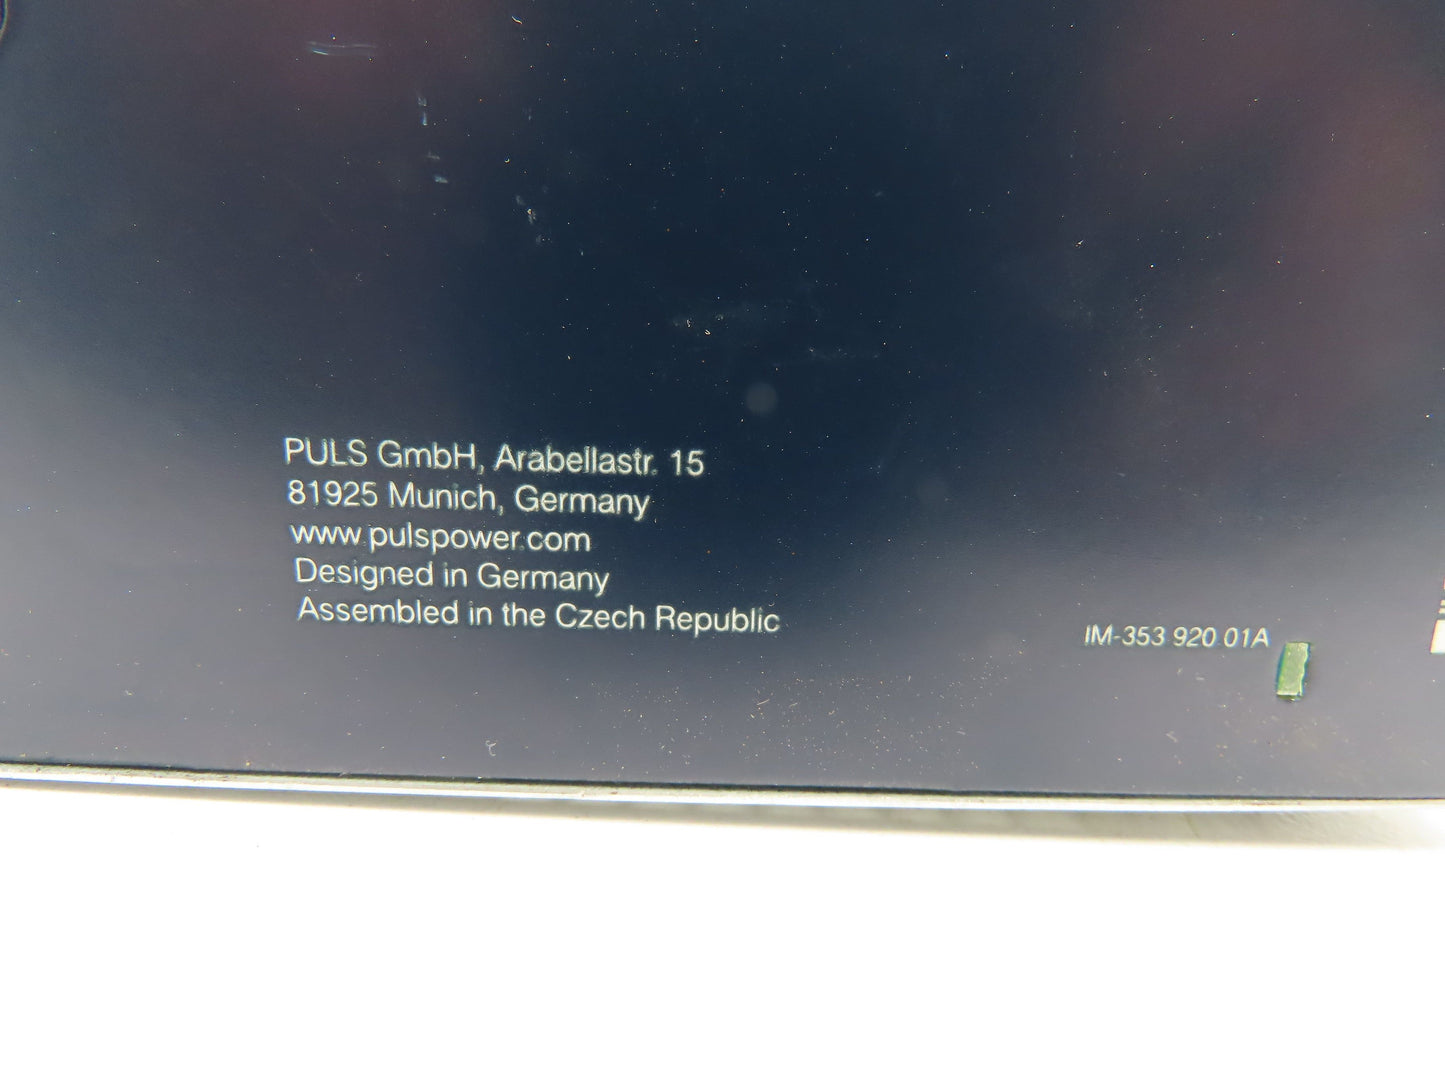 PULS GmbH, Arabellastr. 15
81925 Munich, Germany
www.pulspower.com
Designed in Germany
Assembled in the Czech Republic
IM-353 920 01A